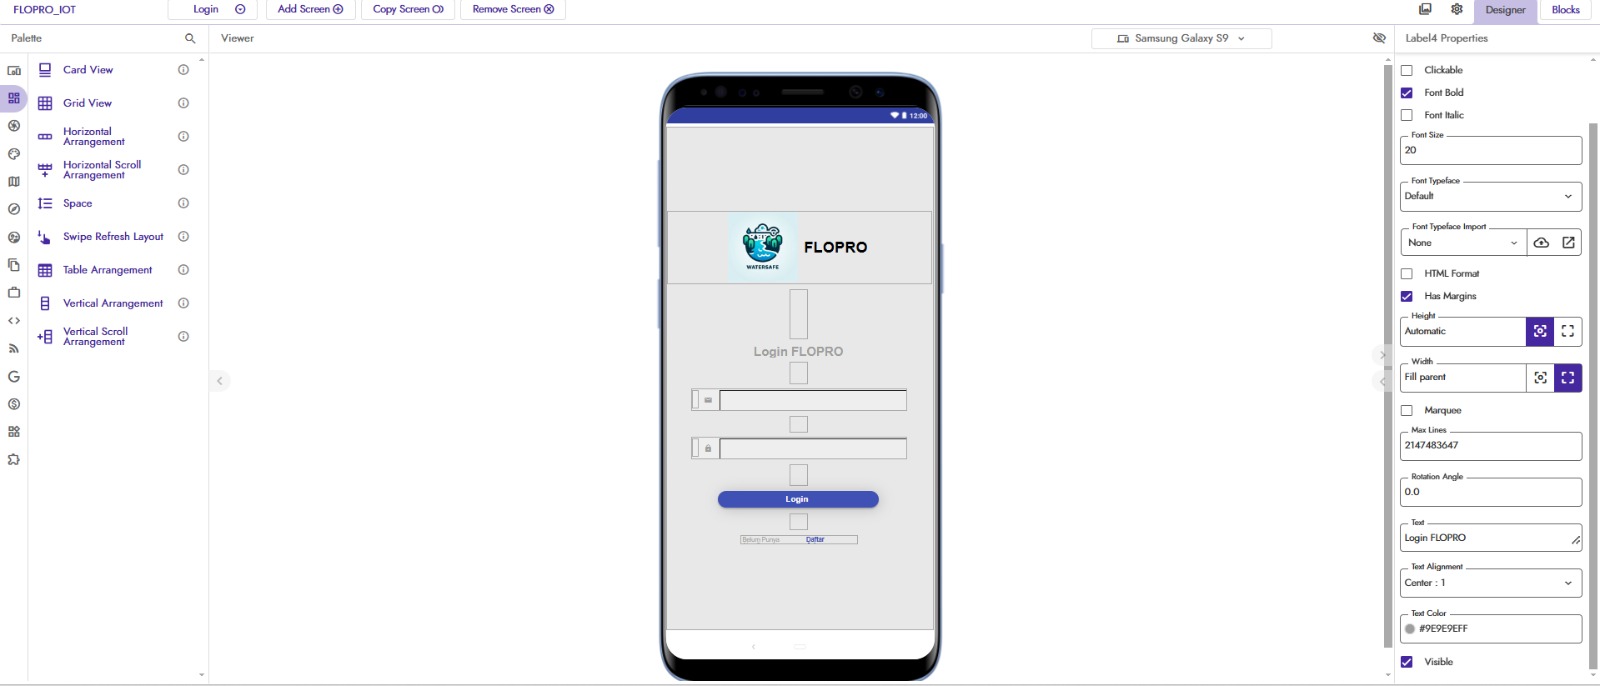 FLOPRO_IOT
Login
Add Screen
Copy Screen
Remove Screen
Designer
Blocks
Palette
Viewer
Samsung Galaxy S9
Label4 Properties
Card View
Grid View
Horizontal
Arrangement
Horizontal Scroll
Arrangement
Space
Swipe Refresh Layout
Table Arrangement
Vertical Arrangement
Vertical Scroll
Arrangement
12:00
WATERSAFE
FLOPRO
Login FLOPRO
Login
Belum Punya
Daftar
Clickable
Font Bold
Font Italic
Font Size
20
Font Typeface
Default
Font Typeface Import
None
HTML Format
Has Margins
Height
Automatic
Width
Fill parent
Marquee
Max Lines
2147483647
Rotation Angle
0.0
Text
Login FLOPRO
Text Alignment
Center : 1
Text Color
#9E9E9EFF
Visible